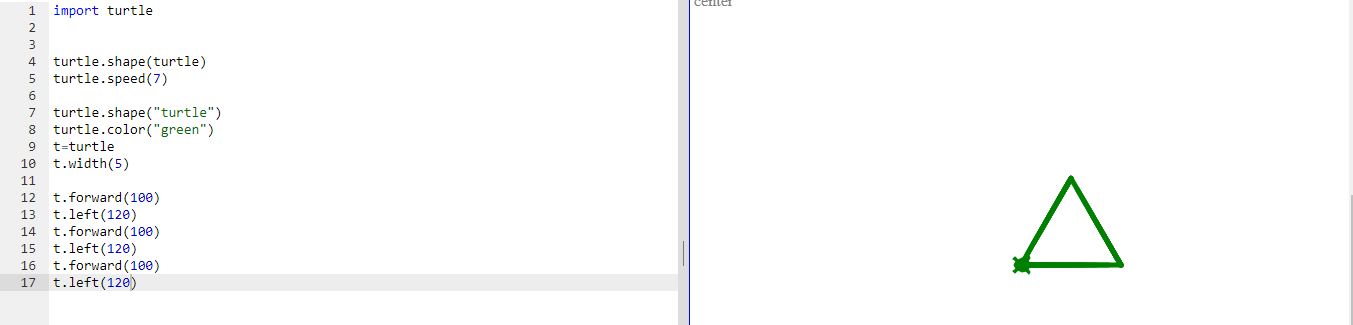 center
1 import turtle
2
3
4 turtle.shape(turtle)
5 turtle.speed(7)
6
7 turtle.shape("turtle")
8 turtle.color("green")
9 t=turtle
10 t.width(5)
11
12 t.forward(100)
13 t.left(120)
14 t.forward(100)
15 t.left(120)
16 t.forward(100)
17 t.left(120)